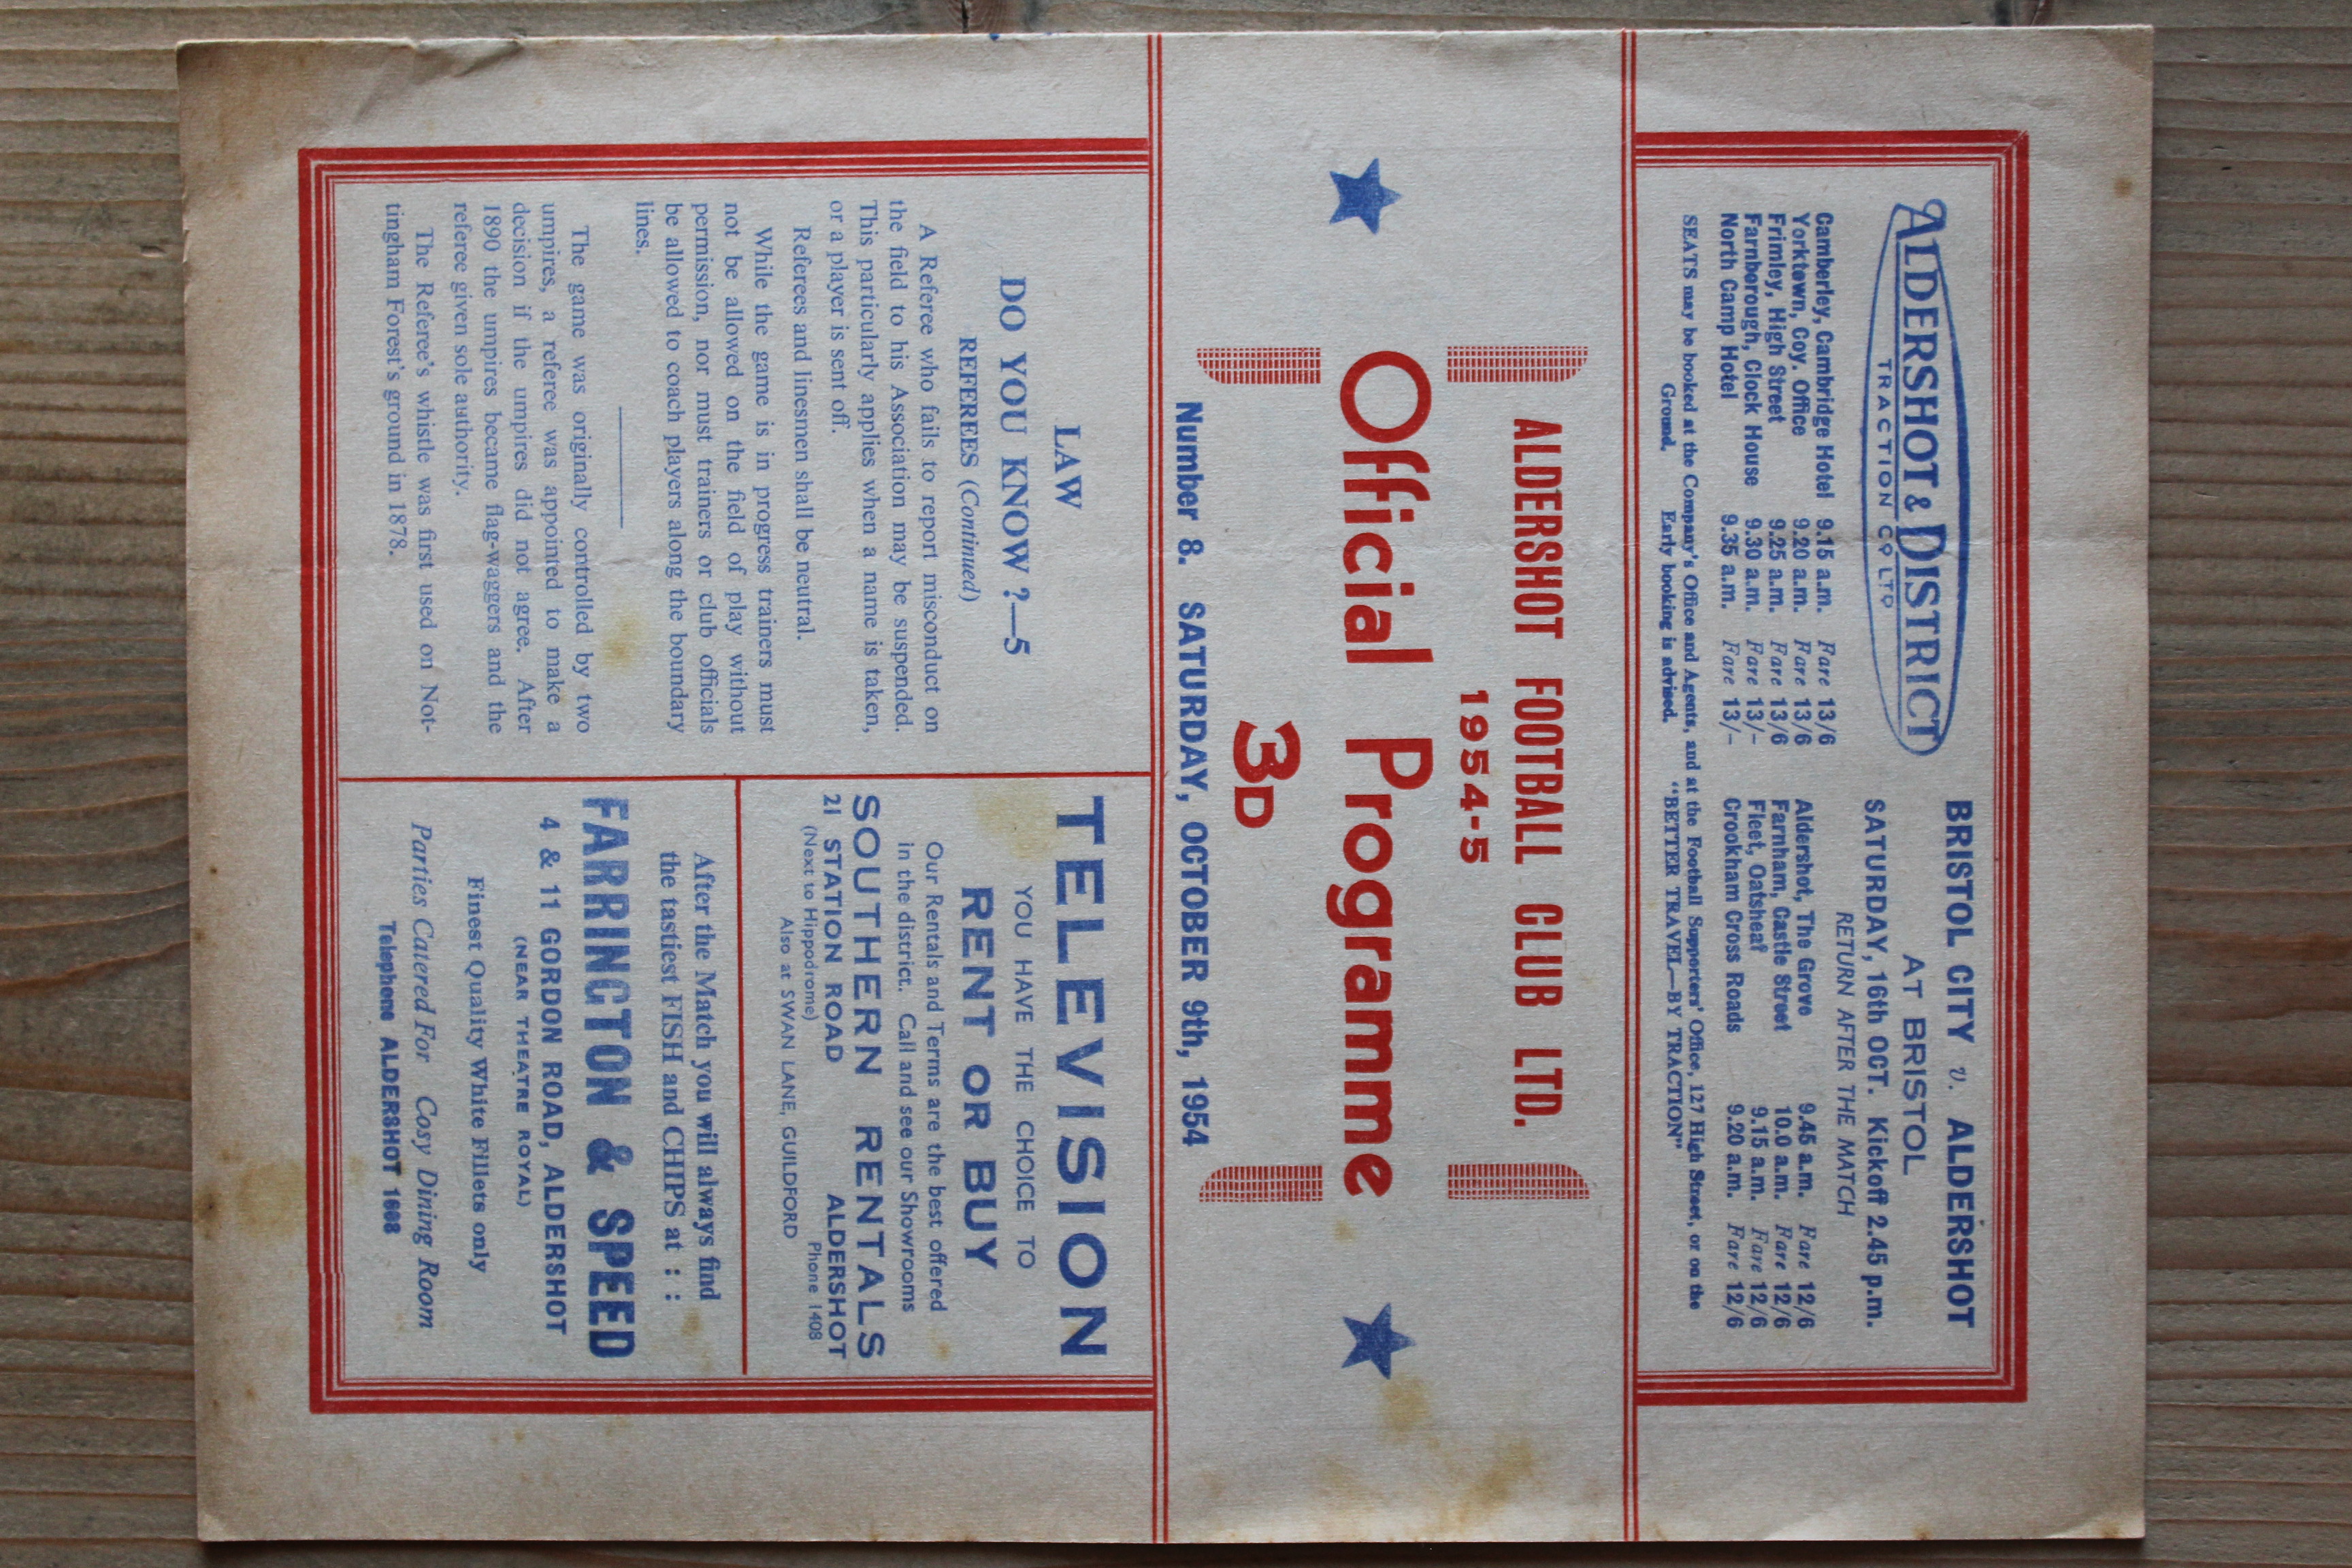 ALDERSHOT & DISTRICT
TRACTION CO LTD
BRISTOL CITY v. ALDERSHOT
AT BRISTOL
SATURDAY, 16th OCT. Kickoff 2.45 p.m.
RETURN AFTER THE MATCH
Camberley, Cambridge Hotel 9.15 a.m. Fare 13/6
Yorktown, Coy. Office 9.20 a.m. Fare 13/6
Frimley, High Street 9.25 a.m. Fare 13/6
Farnborough, Clock House 9.30 a.m. Fare 13/-
North Camp Hotel 9.35 a.m. Fare 13/-
Aldershot, The Grove 9.45 a.m. Fare 12/6
Farnham, Castle Street 10.0 a.m. Fare 12/6
Fleet, Oatsheaf 9.15 a.m. Fare 12/6
Crookham Cross Roads 9.20 a.m. Fare 12/6
SEATS may be booked at the Company's Office and Agents, and at the Football Supporters' Office, 127 High Street, or on the
Ground. Early booking is advised. "BETTER TRAVEL—BY TRACTION"
ALDERSHOT FOOTBALL CLUB LTD.
1954-5
Official Programme
3D
Number 8. SATURDAY, OCTOBER 9th, 1954
LAW
DO YOU KNOW ?—5
REFEREES (Continued)
A Referee who fails to report misconduct on
the field to his Association may be suspended.
This particularly applies when a name is taken,
or a player is sent off.
Referees and linesmen shall be neutral.
While the game is in progress trainers must
not be allowed on the field of play without
permission, nor must trainers or club officials
be allowed to coach players along the boundary
lines.
The game was originally controlled by two
umpires, a referee was appointed to make a
decision if the umpires did not agree. After
1890 the umpires became flag-waggers and the
referee given sole authority.
The Referee's whistle was first used on Not-
tingham Forest's ground in 1878.
TELEVISION
YOU HAVE THE CHOICE TO
RENT OR BUY
Our Rentals and Terms are the best offered
in the district. Call and see our Showrooms
SOUTHERN RENTALS
21 STATION ROAD ALDERSHOT
(Next to Hippodrome) Phone 1408
Also at SWAN LANE, GUILDFORD
After the Match you will always find
the tastiest FISH and CHIPS at : :
FARRINGTON & SPEED
4 & 11 GORDON ROAD, ALDERSHOT
(NEAR THEATRE ROYAL)
Finest Quality White Fillets only
Parties Catered For Cosy Dining Room
Telephone ALDERSHOT 1608